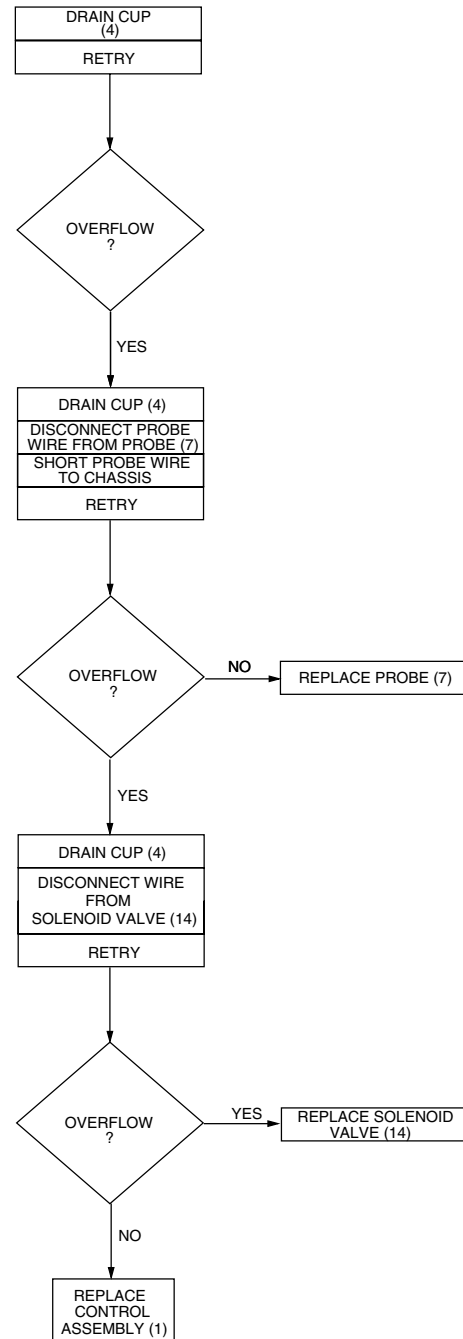 DRAIN CUP
(4)
RETRY
OVERFLOW
?
YES
DRAIN CUP (4)
DISCONNECT PROBE
WIRE FROM PROBE (7)
SHORT PROBE WIRE
TO CHASSIS
RETRY
OVERFLOW
?
NO
REPLACE PROBE (7)
YES
DRAIN CUP (4)
DISCONNECT WIRE
FROM
SOLENOID VALVE (14)
RETRY
OVERFLOW
?
YES
REPLACE SOLENOID
VALVE (14)
NO
REPLACE
CONTROL
ASSEMBLY (1)